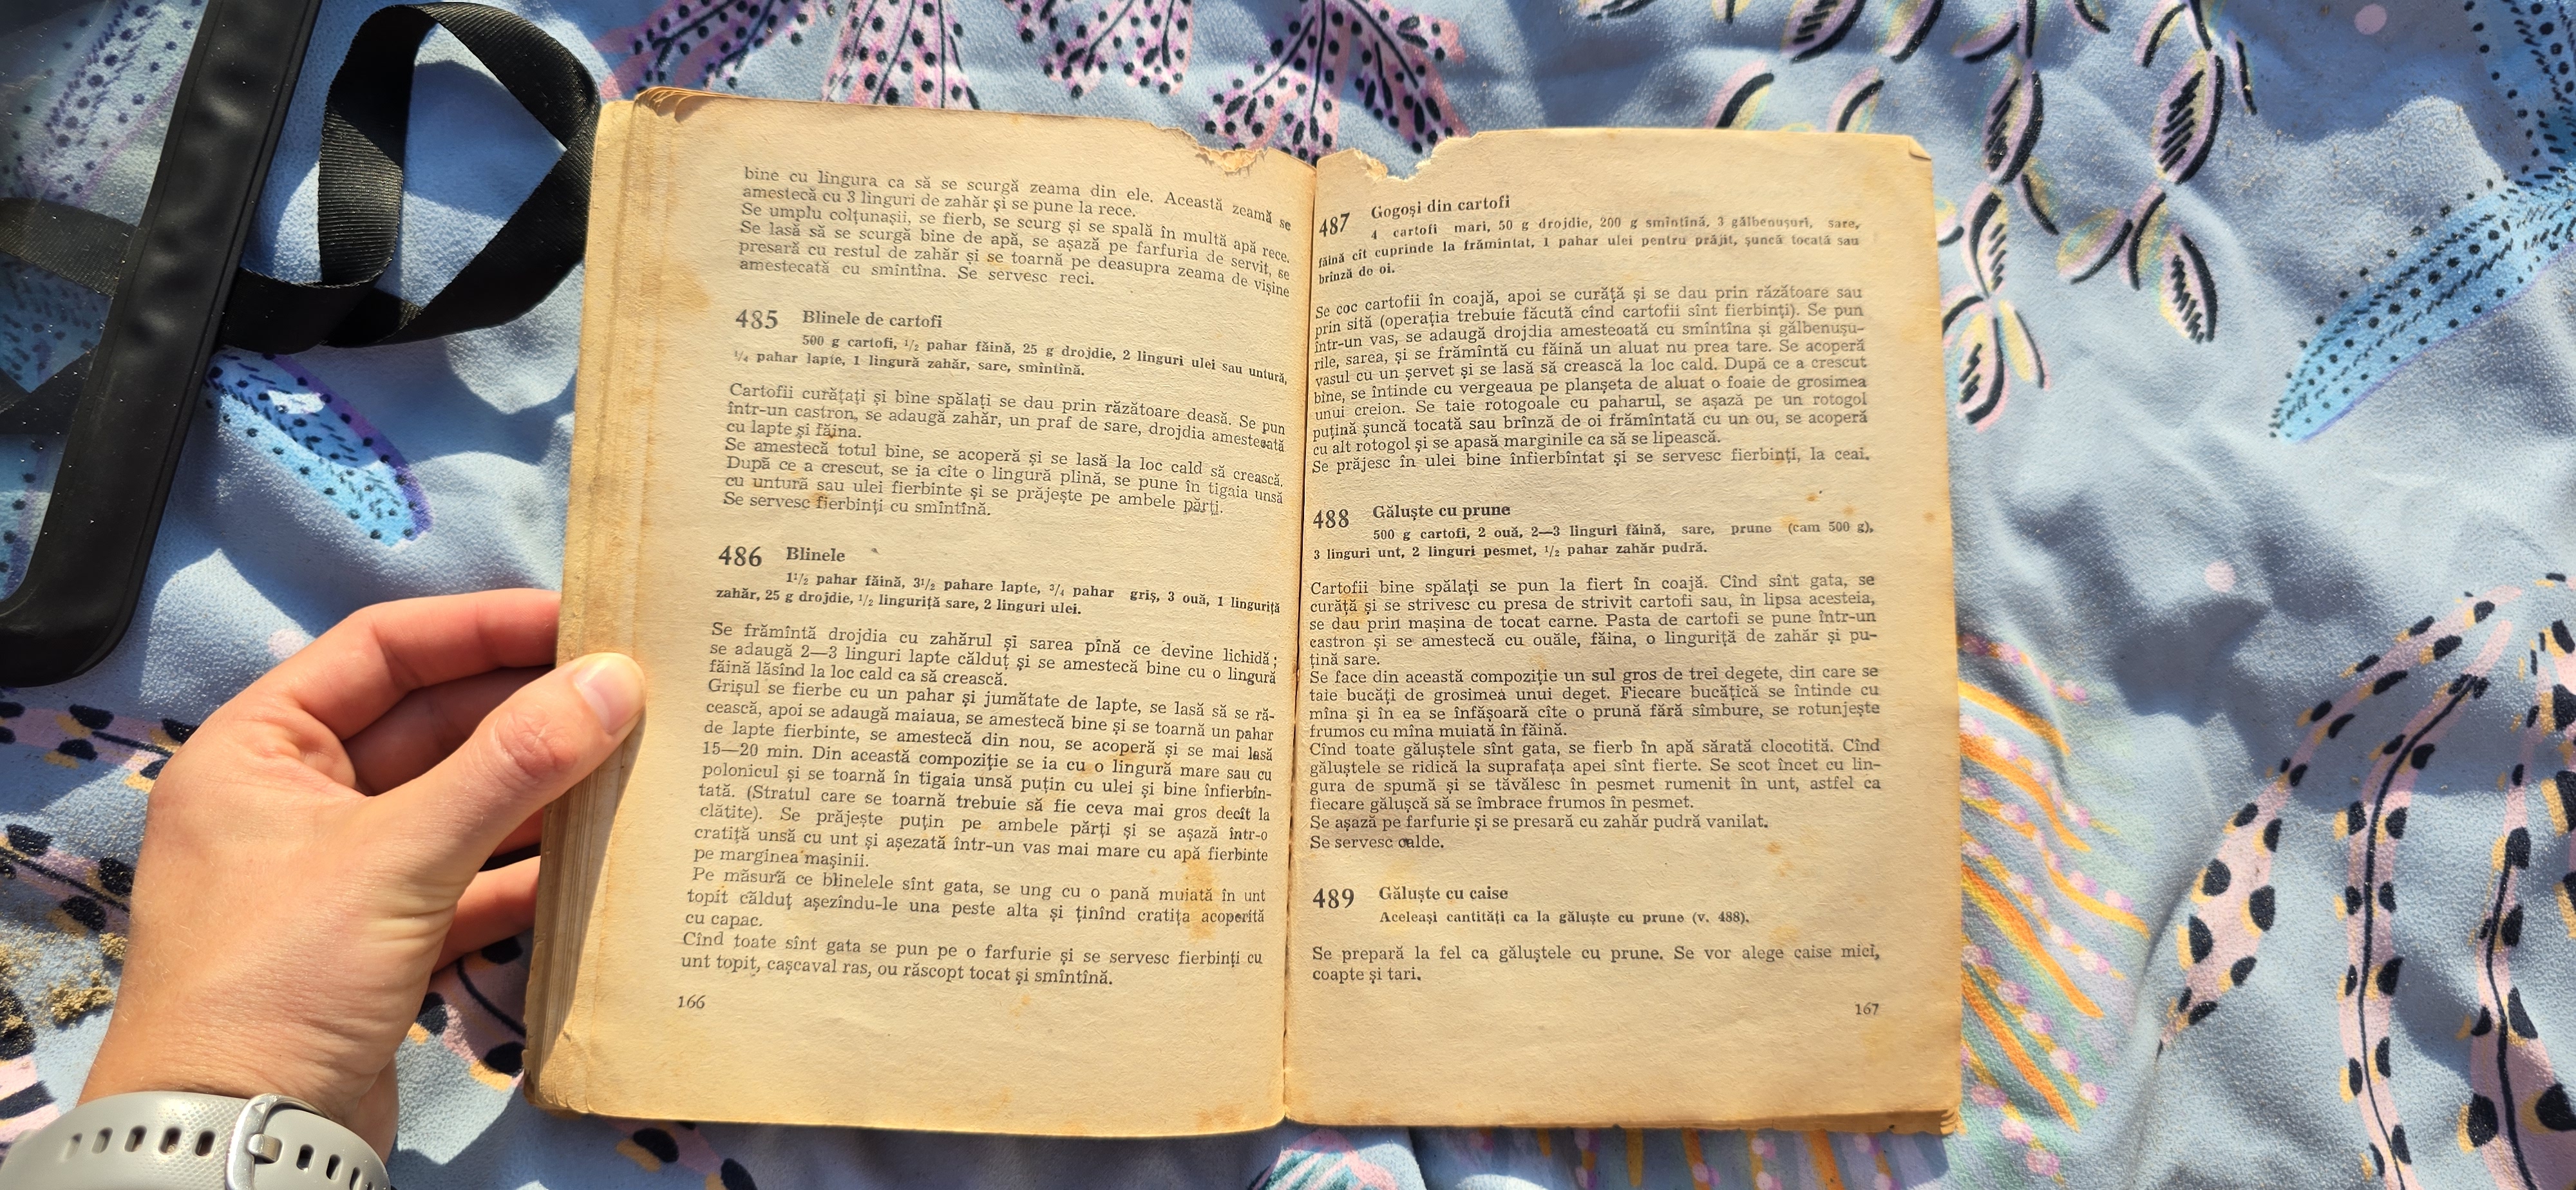 bine cu lingura ca să se scurgă zeama din ele. Această zeamă se
amestecă cu 3 linguri de zahăr și se pune la rece.
Se umplu colțunașii, se fierb, se scurg și se spală în multă apă rece.
Se lasă să se scurgă bine de apă, se așază pe farfuria de servit, se
presară cu restul de zahăr și se toarnă pe deasupra zeama de vișine
amestecată cu smîntîna. Se servesc reci.
485 Blinele de cartofi
500 g cartofi, 1/2 pahar făină, 25 g drojdie, 2 linguri ulei sau untură,
1/4 pahar lapte, 1 lingură zahăr, sare, smîntînă.
Cartofii curățați și bine spălați se dau prin răzătoare deasă. Se pun
într-un castron, se adaugă zahăr, un praf de sare, drojdia amestecată
cu lapte și făina.
Se amestecă totul bine, se acoperă și se lasă la loc cald să crească.
După ce a crescut, se ia cîte o lingură plină, se pune în tigaia unsă
cu untură sau ulei fierbinte și se prăjește pe ambele părți.
Se servesc fierbinți cu smîntînă.
486 Blinele
1 1/2 pahar făină, 3 1/2 pahare lapte, 3/4 pahar griș, 3 ouă, 1 linguriță
zahăr, 25 g drojdie, 1/2 linguriță sare, 2 linguri ulei.
Se frămîntă drojdia cu zahărul și sarea pînă ce devine lichidă;
se adaugă 2—3 linguri lapte călduț și se amestecă bine cu o lingură
făină lăsînd la loc cald ca să crească.
Grișul se fierbe cu un pahar și jumătate de lapte, se lasă să se ră-
cească, apoi se adaugă maiaua, se amestecă bine și se toarnă un pahar
de lapte fierbinte, se amestecă din nou, se acoperă și se mai lasă
15—20 min. Din această compoziție se ia cu o lingură mare sau cu
polonicul și se toarnă în tigaia unsă puțin cu ulei și bine înfierbîn-
tată. (Stratul care se toarnă trebuie să fie ceva mai gros decît la
clătite). Se prăjește puțin pe ambele părți și se așază într-o
cratiță unsă cu unt și așezată într-un vas mai mare cu apă fierbinte
pe marginea mașinii.
Pe măsură ce blinelele sînt gata, se ung cu o pană muiată în unt
topit călduț așezîndu-le una peste alta și ținînd cratița acoperită
cu capac.
Cînd toate sînt gata se pun pe o farfurie și se servesc fierbinți cu
unt topit, cașcaval ras, ou răscopt tocat și smîntînă.
166
487 Gogoși din cartofi
4 cartofi mari, 50 g drojdie, 200 g smîntînă, 3 gălbenușuri, sare,
făină cît cuprinde la frămîntat, 1 pahar ulei pentru prăjit, șuncă tocată sau
brînză de oi.
Se coc cartofii în coajă, apoi se curăță și se dau prin răzătoare sau
prin sită (operația trebuie făcută cînd cartofii sînt fierbinți). Se pun
într-un vas, se adaugă drojdia amestecată cu smîntîna și gălbenușu-
rile, sarea, și se frămîntă cu făină un aluat nu prea tare. Se acoperă
vasul cu un șervet și se lasă să crească la loc cald. După ce a crescut
bine, se întinde cu vergeaua pe planșeta de aluat o foaie de grosimea
unui creion. Se taie rotogoale cu paharul, se așază pe un rotogol
puțină șuncă tocată sau brînză de oi frămîntată cu un ou, se acoperă
cu alt rotogol și se apasă marginile ca să se lipească.
Se prăjesc în ulei bine înfierbîntat și se servesc fierbinți, la ceai.
488 Găluște cu prune
500 g cartofi, 2 ouă, 2—3 linguri făină, sare, prune (cam 500 g),
3 linguri unt, 2 linguri pesmet, 1/2 pahar zahăr pudră.
Cartofii bine spălați se pun la fiert în coajă. Cînd sînt gata, se
curăță și se strivesc cu presa de strivit cartofi sau, în lipsa acesteia,
se dau prin mașina de tocat carne. Pasta de cartofi se pune într-un
castron și se amestecă cu ouăle, făina, o linguriță de zahăr și pu-
țină sare.
Se face din această compoziție un sul gros de trei degete, din care se
taie bucăți de grosimea unui deget. Fiecare bucățică se întinde cu
mîna și în ea se înfășoară cîte o prună fără sîmbure, se rotunjește
frumos cu mîna muiată în făină.
Cînd toate găluștele sînt gata, se fierb în apă sărată clocotită. Cînd
găluștele se ridică la suprafața apei sînt fierte. Se scot încet cu lin-
gura de spumă și se tăvălesc în pesmet rumenit în unt, astfel ca
fiecare gălușcă să se îmbrace frumos în pesmet.
Se așază pe farfurie și se presară cu zahăr pudră vanilat.
Se servesc calde.
489 Găluște cu caise
Aceleași cantități ca la găluște cu prune (v. 488).
Se prepară la fel ca găluștele cu prune. Se vor alege caise mici,
coapte și tari.
167